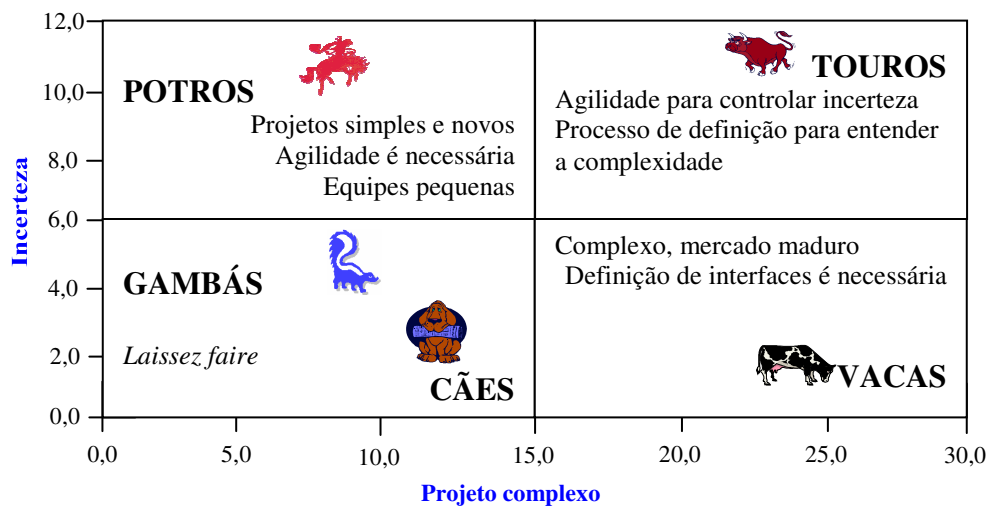 12,0
10,0
8,0
6,0
4,0
2,0
0,0
Incerteza
POTROS
Projetos simples e novos
Agilidade é necessária
Equipes pequenas
TOUROS
Agilidade para controlar incerteza
Processo de definição para entender
a complexidade
GAMBÁS
Laissez faire
CÃES
Complexo, mercado maduro
Definição de interfaces é necessária
VACAS
0,0 5,0 10,0 15,0 20,0 25,0 30,0
Projeto complexo